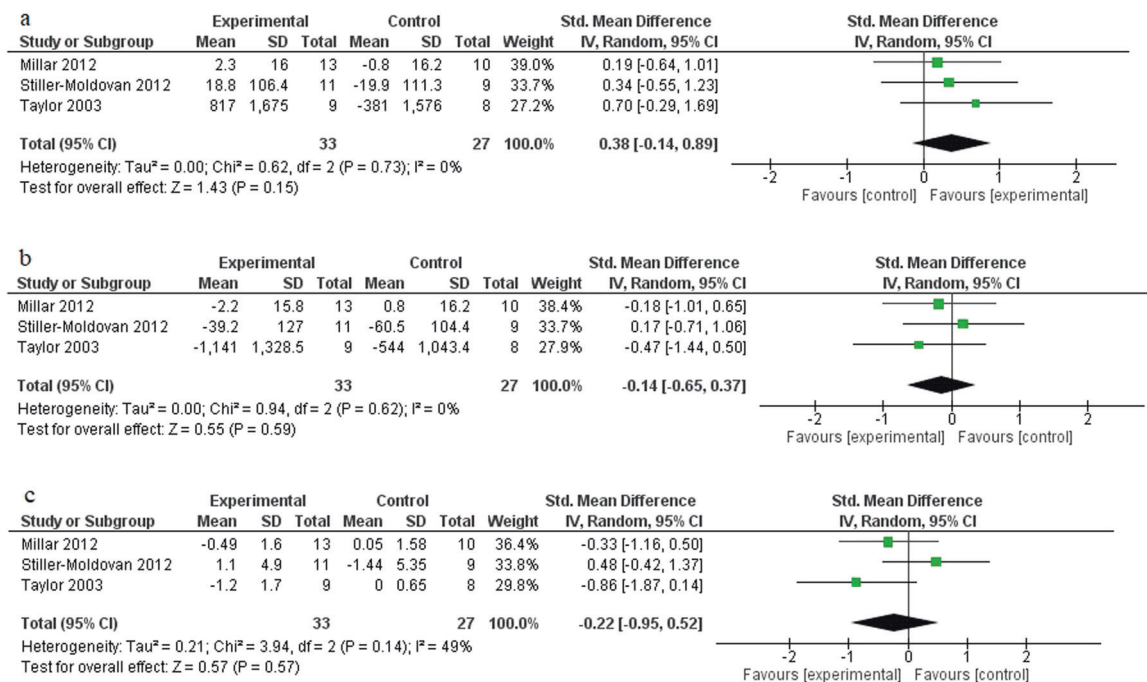 a
Experimental Control Std. Mean Difference Std. Mean Difference
Study or Subgroup Mean SD Total Mean SD Total Weight IV, Random, 95% CI IV, Random, 95% CI
Millar 2012 2.3 16 13 -0.8 16.2 10 39.0% 0.19 [-0.64, 1.01]
Stiller-Moldovan 2012 18.8 106.4 11 -19.9 111.3 9 33.7% 0.34 [-0.55, 1.23]
Taylor 2003 817 1,675 9 -381 1,576 8 27.2% 0.70 [-0.29, 1.69]
Total (95% CI) 33 27 100.0% 0.38 [-0.14, 0.89]
Heterogeneity: Tau² = 0.00; Chi² = 0.62, df = 2 (P = 0.73); I² = 0%
Test for overall effect: Z = 1.43 (P = 0.15)
-2 -1 0 1 2
Favours [control] Favours [experimental]
b
Experimental Control Std. Mean Difference Std. Mean Difference
Study or Subgroup Mean SD Total Mean SD Total Weight IV, Random, 95% CI IV, Random, 95% CI
Millar 2012 -2.2 15.8 13 0.8 16.2 10 38.4% -0.18 [-1.01, 0.65]
Stiller-Moldovan 2012 -39.2 127 11 -60.5 104.4 9 33.7% 0.17 [-0.71, 1.06]
Taylor 2003 -1,141 1,328.5 9 -544 1,043.4 8 27.9% -0.47 [-1.44, 0.50]
Total (95% CI) 33 27 100.0% -0.14 [-0.65, 0.37]
Heterogeneity: Tau² = 0.00; Chi² = 0.94, df = 2 (P = 0.62); I² = 0%
Test for overall effect: Z = 0.55 (P = 0.59)
-2 -1 0 1 2
Favours [experimental] Favours [control]
c
Experimental Control Std. Mean Difference Std. Mean Difference
Study or Subgroup Mean SD Total Mean SD Total Weight IV, Random, 95% CI IV, Random, 95% CI
Millar 2012 -0.49 1.6 13 0.05 1.58 10 36.4% -0.33 [-1.16, 0.50]
Stiller-Moldovan 2012 1.1 4.9 11 -1.44 5.35 9 33.8% 0.48 [-0.42, 1.37]
Taylor 2003 -1.2 1.7 9 0 0.65 8 29.8% -0.86 [-1.87, 0.14]
Total (95% CI) 33 27 100.0% -0.22 [-0.95, 0.52]
Heterogeneity: Tau² = 0.21; Chi² = 3.94, df = 2 (P = 0.14); I² = 49%
Test for overall effect: Z = 0.57 (P = 0.57)
-2 -1 0 1 2
Favours [experimental] Favours [control]